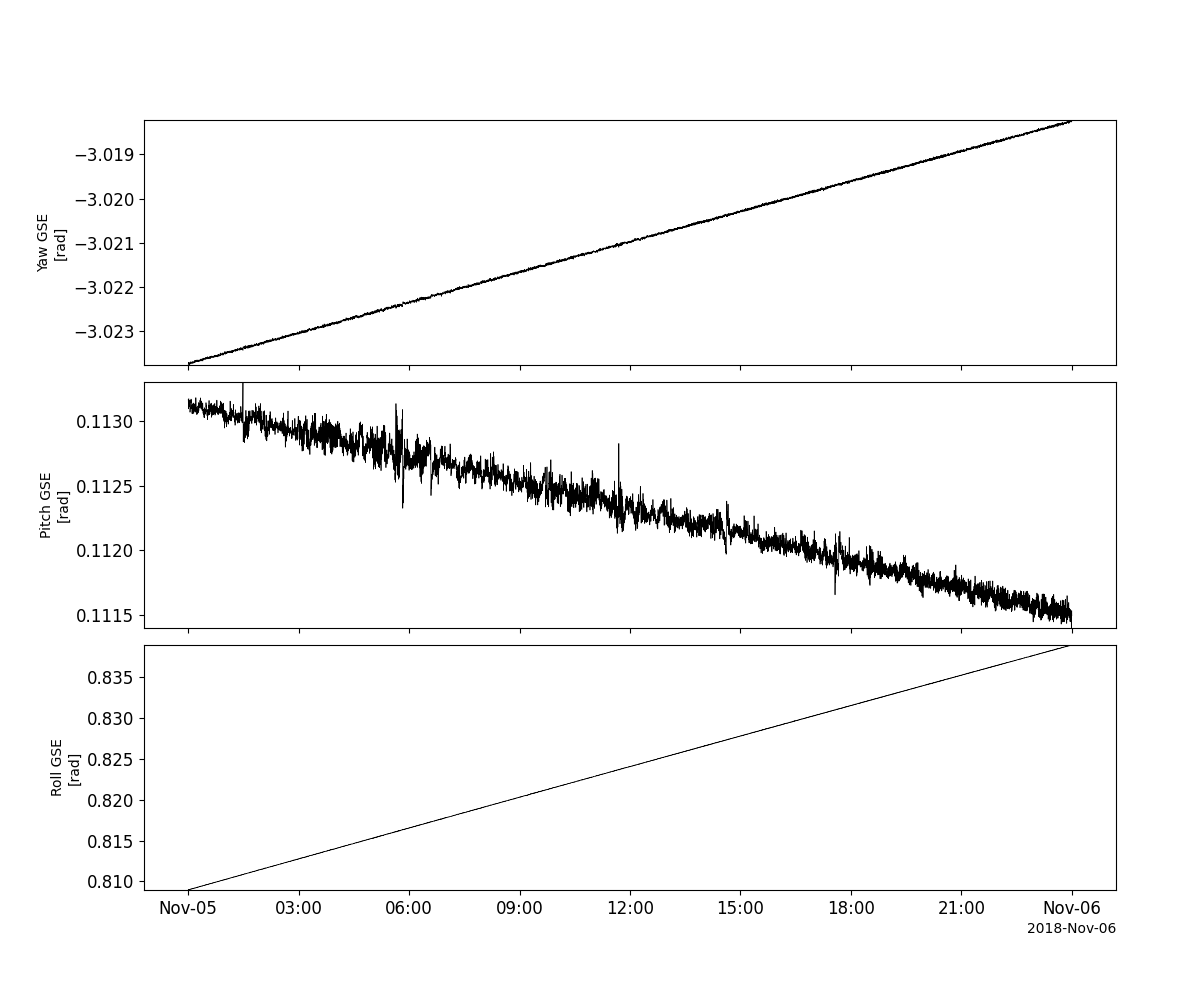 −3.019
−3.020
−3.021
−3.022
−3.023
Yaw GSE
[rad]
0.1130
0.1125
0.1120
0.1115
Pitch GSE
[rad]
0.835
0.830
0.825
0.820
0.815
0.810
Roll GSE
[rad]
Nov-05 03:00 06:00 09:00 12:00 15:00 18:00 21:00 Nov-06
2018-Nov-06